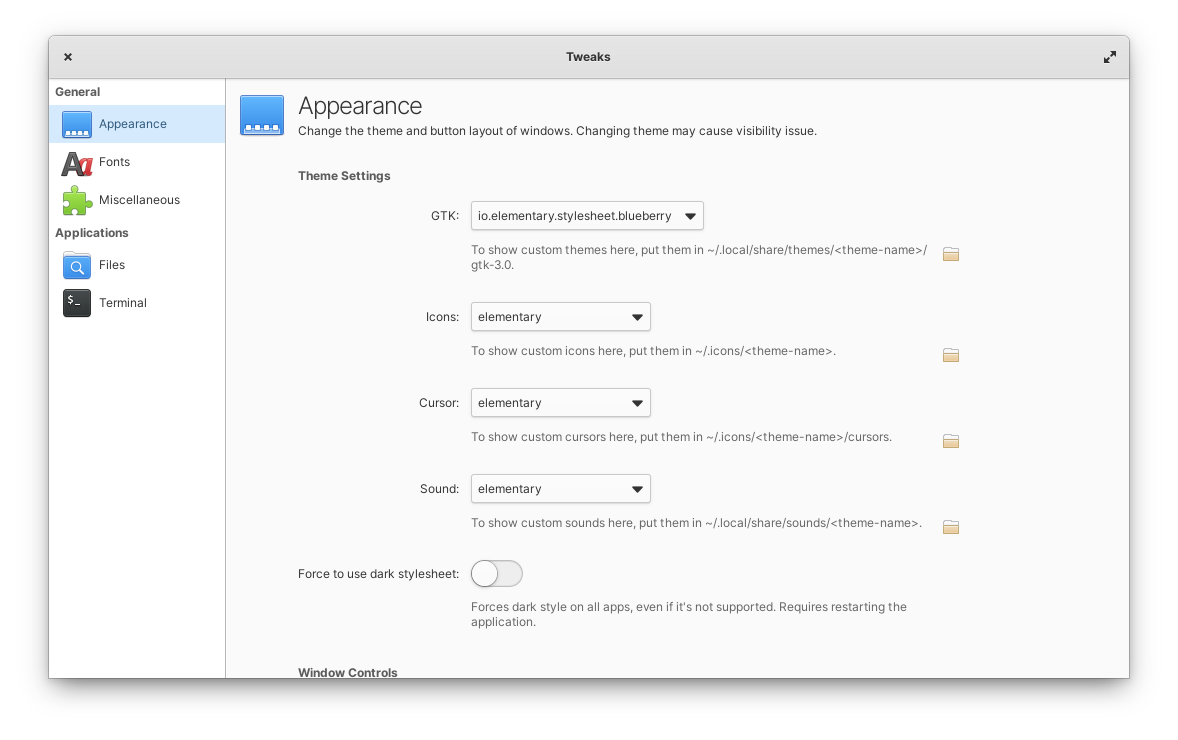 Tweaks
General
Appearance
Fonts
Miscellaneous
Applications
Files
$_
Terminal
Appearance
Change the theme and button layout of windows. Changing theme may cause visibility issue.
Theme Settings
GTK: io.elementary.stylesheet.blueberry
To show custom themes here, put them in ~/.local/share/themes/<theme-name>/
gtk-3.0.
Icons: elementary
To show custom icons here, put them in ~/.icons/<theme-name>.
Cursor: elementary
To show custom cursors here, put them in ~/.icons/<theme-name>/cursors.
Sound: elementary
To show custom sounds here, put them in ~/.local/share/sounds/<theme-name>.
Force to use dark stylesheet:
Forces dark style on all apps, even if it's not supported. Requires restarting the
application.
Window Controls